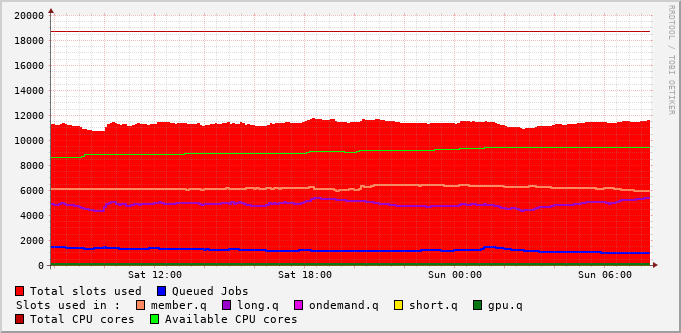 RRDTOOL / TOBI OETIKER
20000
18000
16000
14000
12000
10000
8000
6000
4000
2000
0
Sat 12:00 Sat 18:00 Sun 00:00 Sun 06:00
Total slots used Queued Jobs
Slots used in : member.q long.q ondemand.q short.q gpu.q
Total CPU cores Available CPU cores